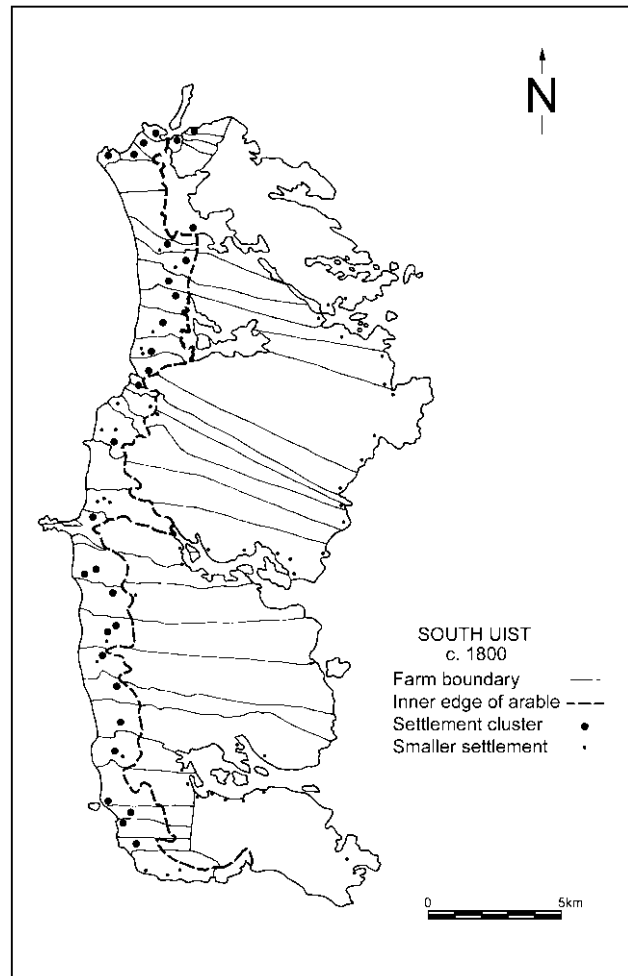 N
SOUTH UIST
c. 1800
Farm boundary
Inner edge of arable
Settlement cluster
Smaller settlement
0 5km